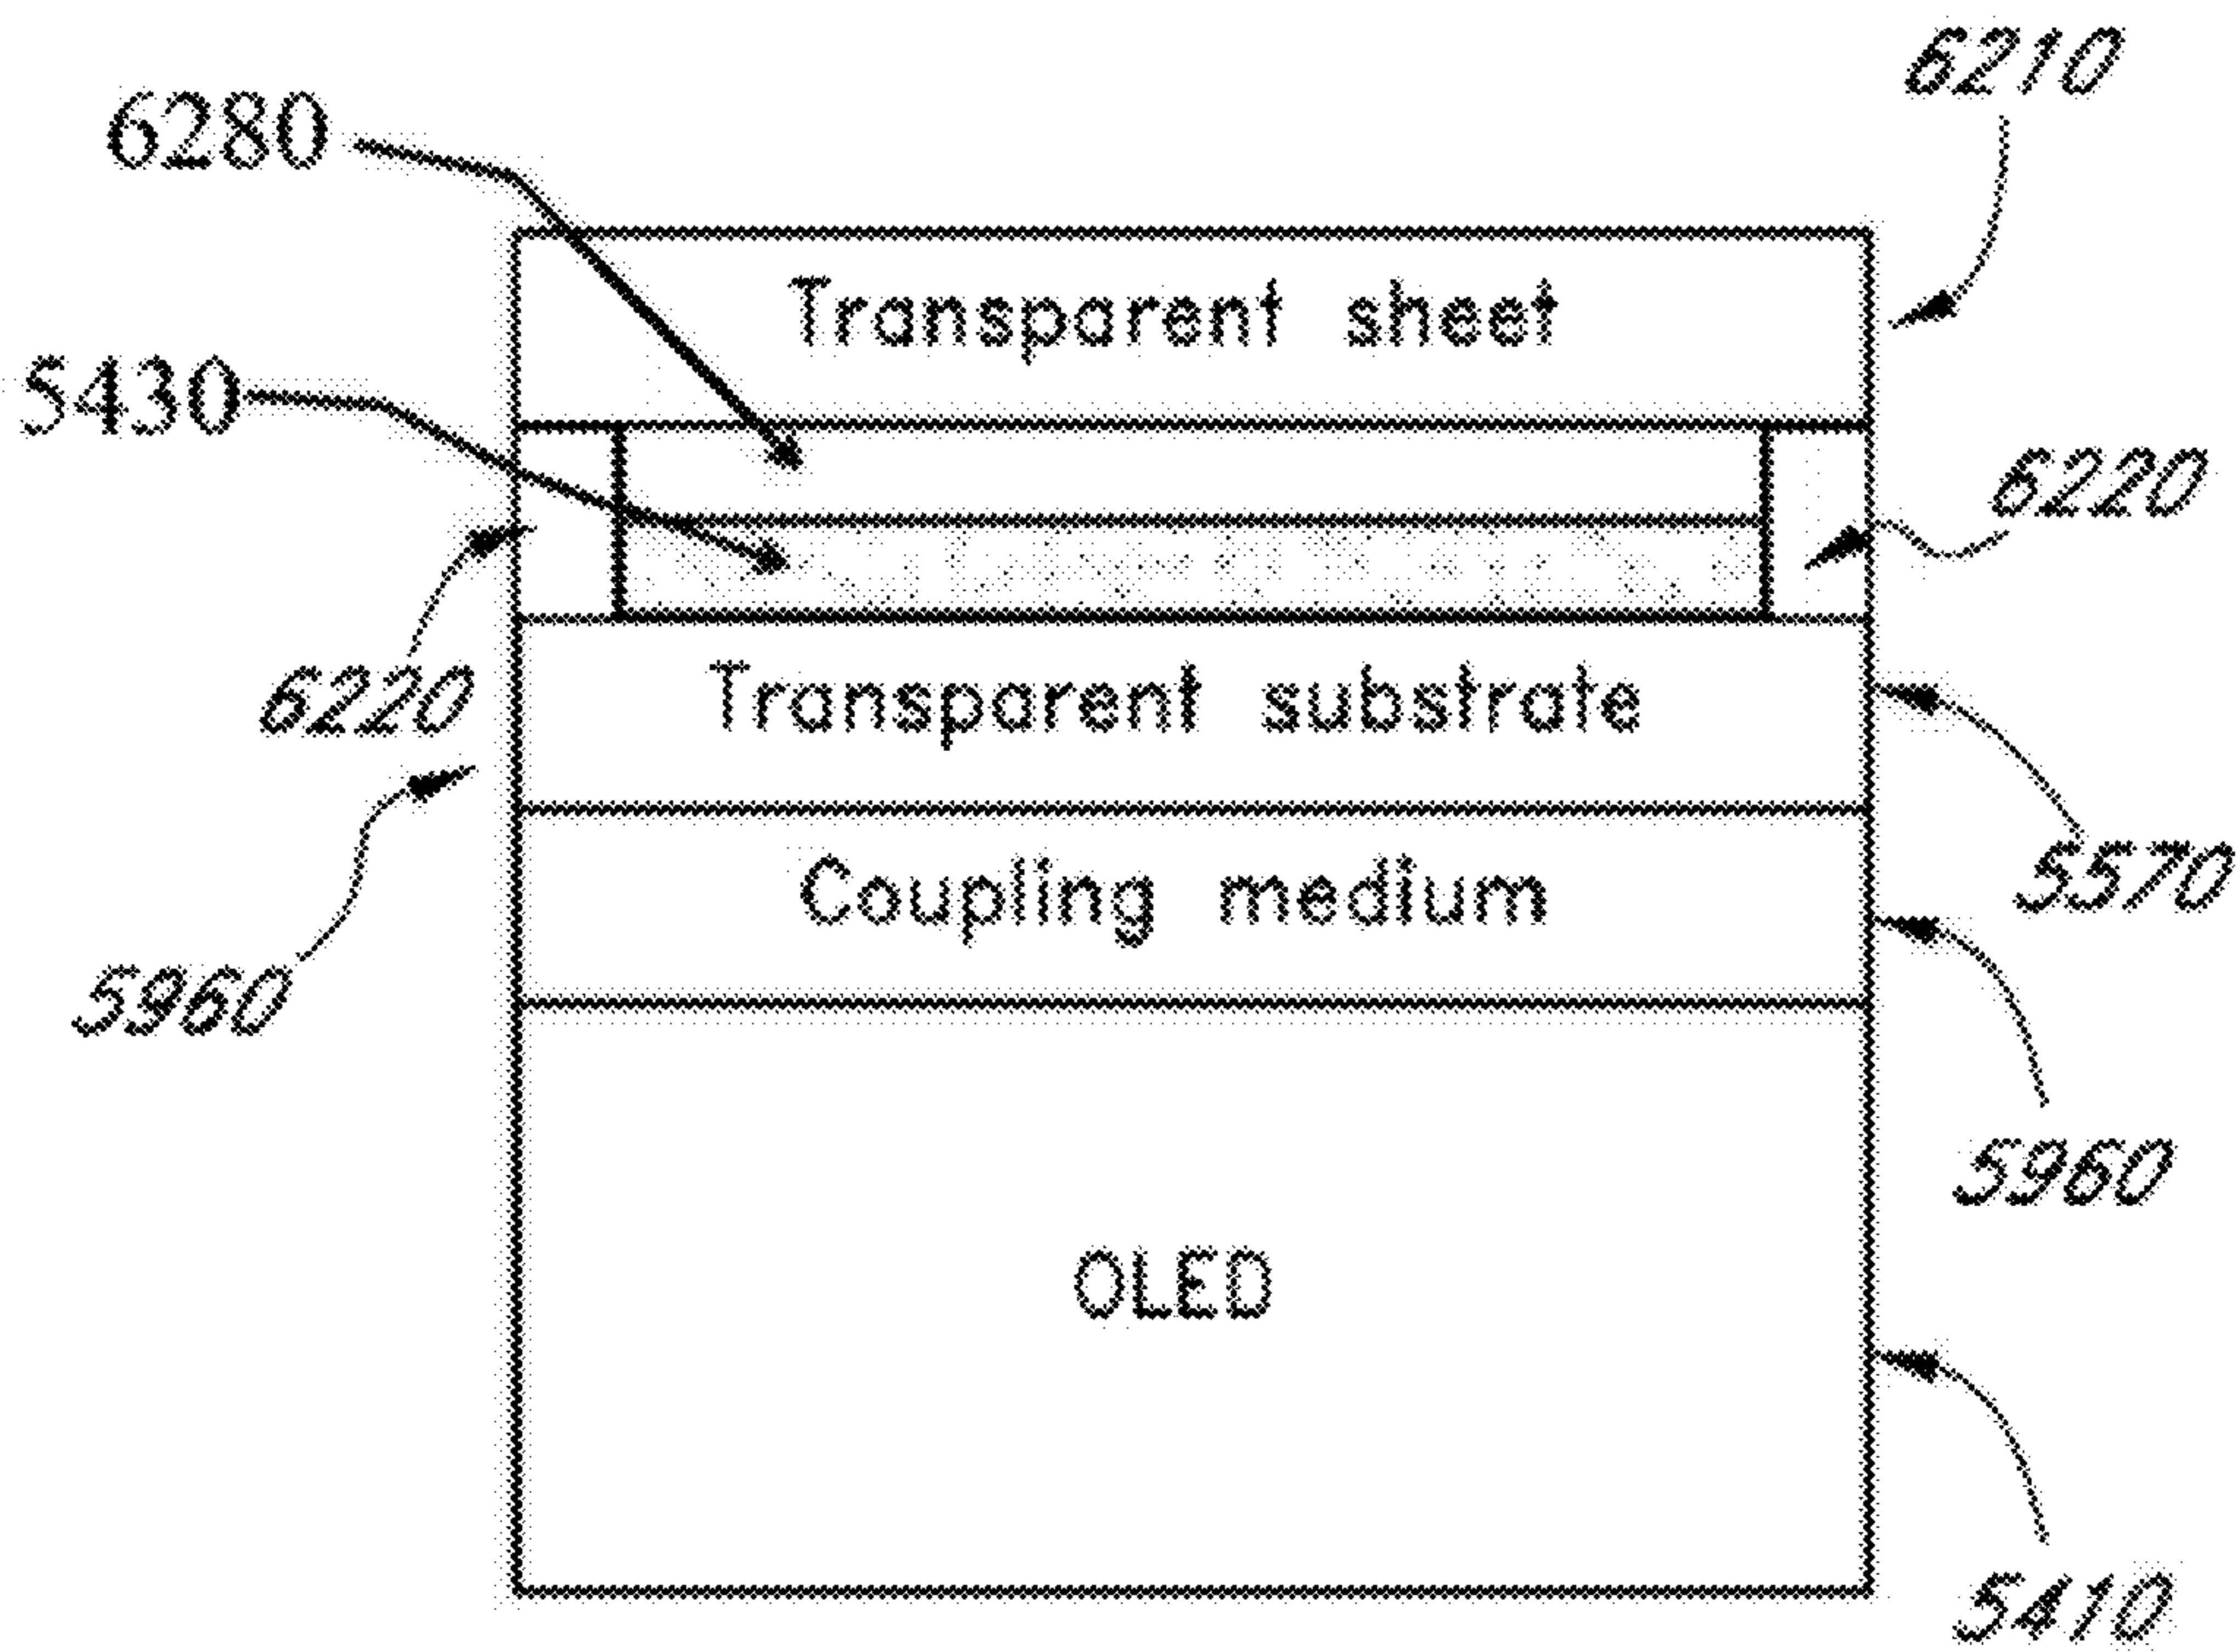 6210
6280
Transparent sheet
5430
6220
6220
Transparent substrate
5570
Coupling medium
5960
5960
OLED
5410